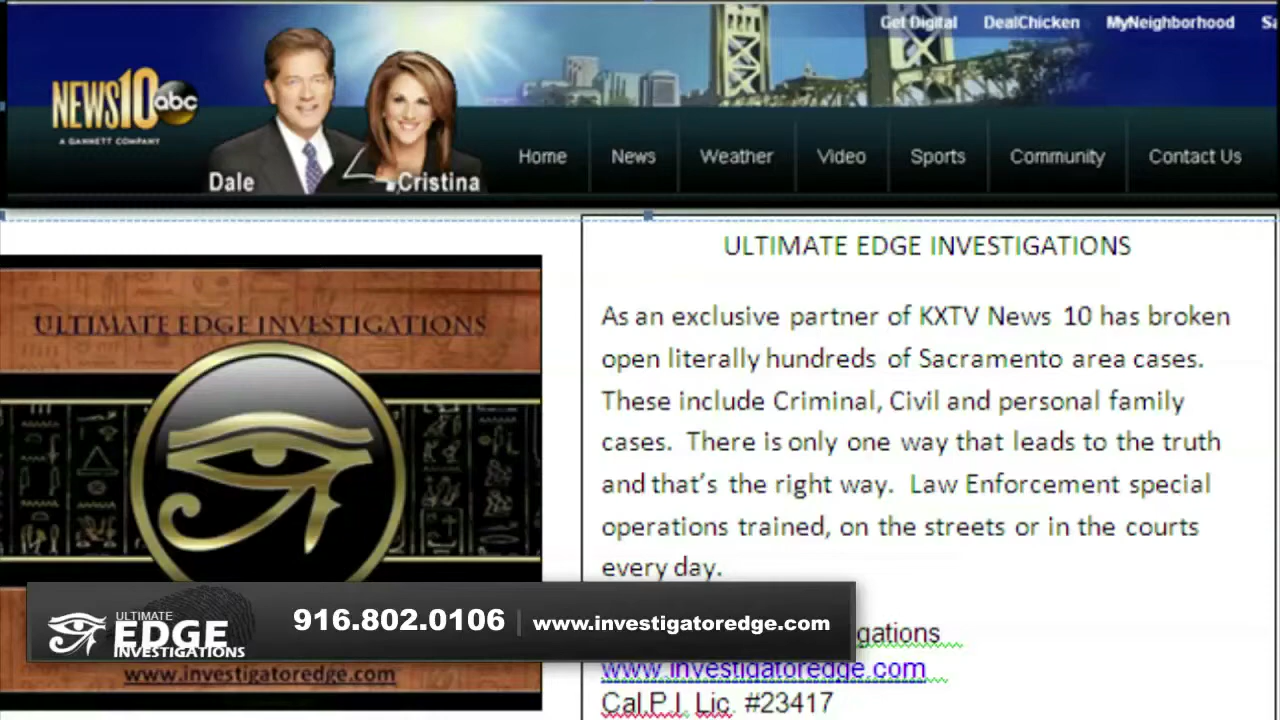 Get Digital DealChicken MyNeighborhood Sa
NEWS10 abc
A GANNETT COMPANY
Home News Weather Video Sports Community Contact Us
Dale Cristina
ULTIMATE EDGE INVESTIGATIONS
ULTIMATE EDGE INVESTIGATIONS
As an exclusive partner of KXTV News 10 has broken
open literally hundreds of Sacramento area cases.
These include Criminal, Civil and personal family
cases. There is only one way that leads to the truth
and that's the right way. Law Enforcement special
operations trained, on the streets or in the courts
every day.
ULTIMATE
EDGE
INVESTIGATIONS
916.802.0106 | www.investigatoredge.com
gations
www.investigatoredge.com
www.investigatoredge.com
Cal.P.I. Lic. #23417